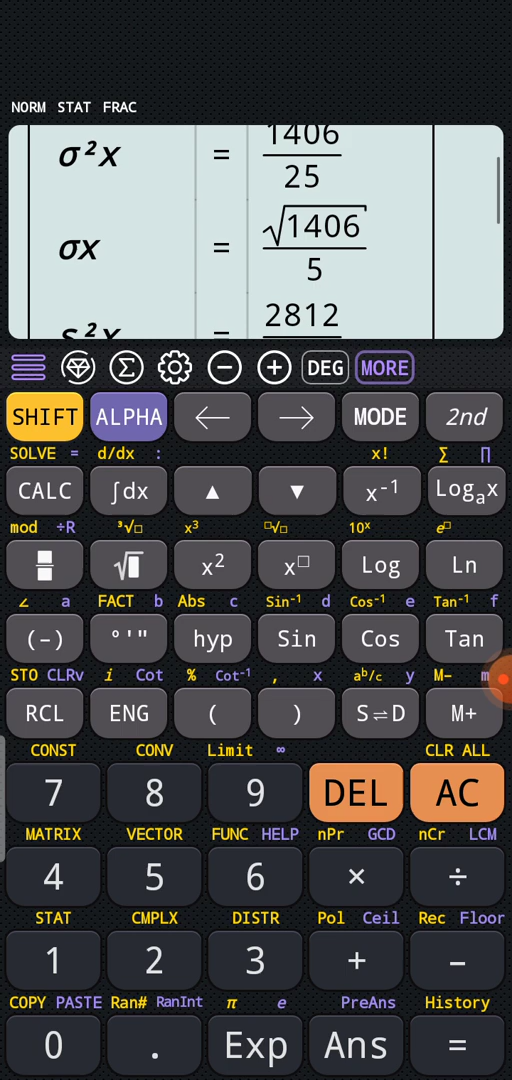 NORM STAT FRAC
σ²x = 1406
25
σx = √1406
5
s²x = 2812
DEG MORE
SHIFT ALPHA ← → MODE 2nd
SOLVE = d/dx : x! ∑ ∏
CALC ∫dx ▲ ▼ x⁻¹ Logₐx
mod ÷R ³√□ x³ □√□ 10ˣ e□
√ x² x□ Log Ln
∠ a FACT b Abs c Sin⁻¹ d Cos⁻¹ e Tan⁻¹ f
(−) °'" hyp Sin Cos Tan
STO CLRv i Cot % Cot⁻¹ , x aᵇ/c y M− m
RCL ENG ( ) S⇌D M+
CONST CONV Limit ∞ CLR ALL
7 8 9 DEL AC
MATRIX VECTOR FUNC HELP nPr GCD nCr LCM
4 5 6 × ÷
STAT CMPLX DISTR Pol Ceil Rec Floor
1 2 3 + −
COPY PASTE Ran# RanInt π e PreAns History
0 . Exp Ans =